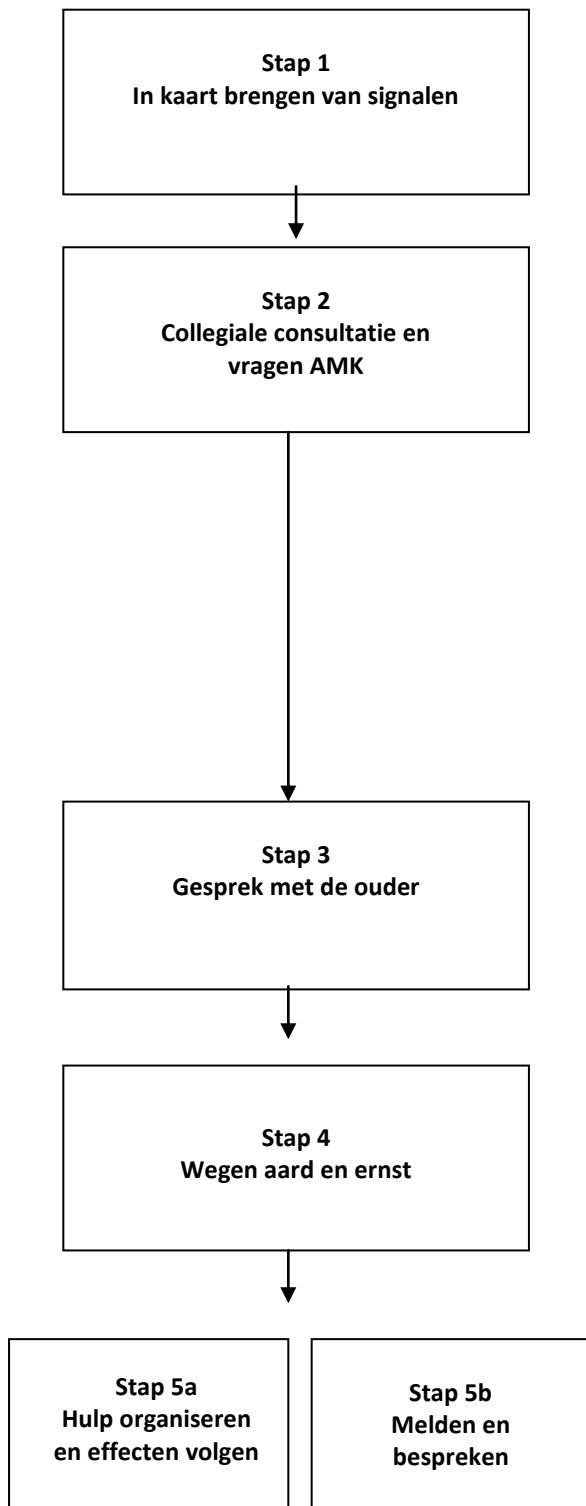 Stap 1
In kaart brengen van signalen
Stap 2
Collegiale consultatie en
vragen AMK
Stap 3
Gesprek met de ouder
Stap 4
Wegen aard en ernst
Stap 5a
Hulp organiseren
en effecten volgen
Stap 5b
Melden en
bespreken